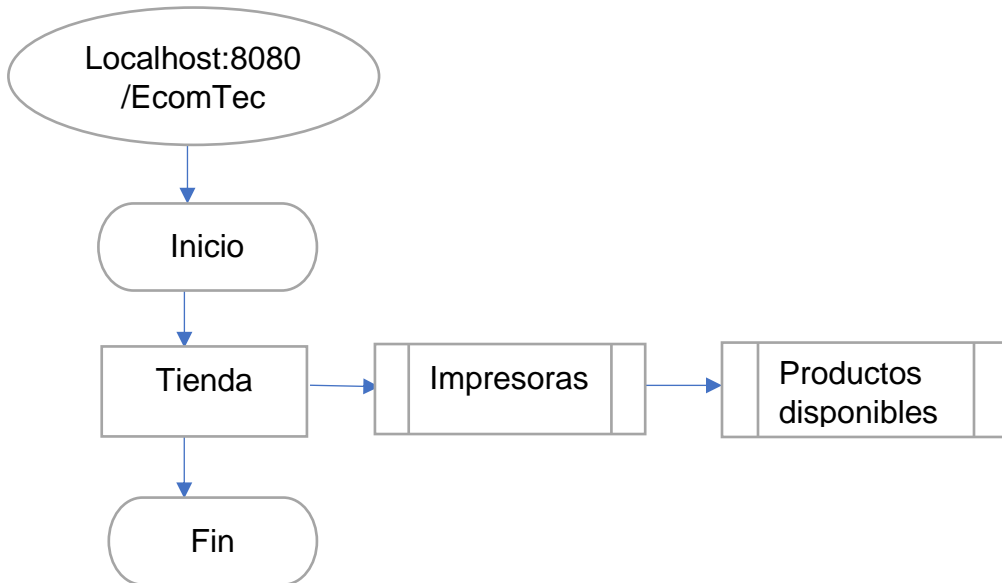 Localhost:8080
/EcomTec
Inicio
Tienda
Impresoras
Productos
disponibles
Fin